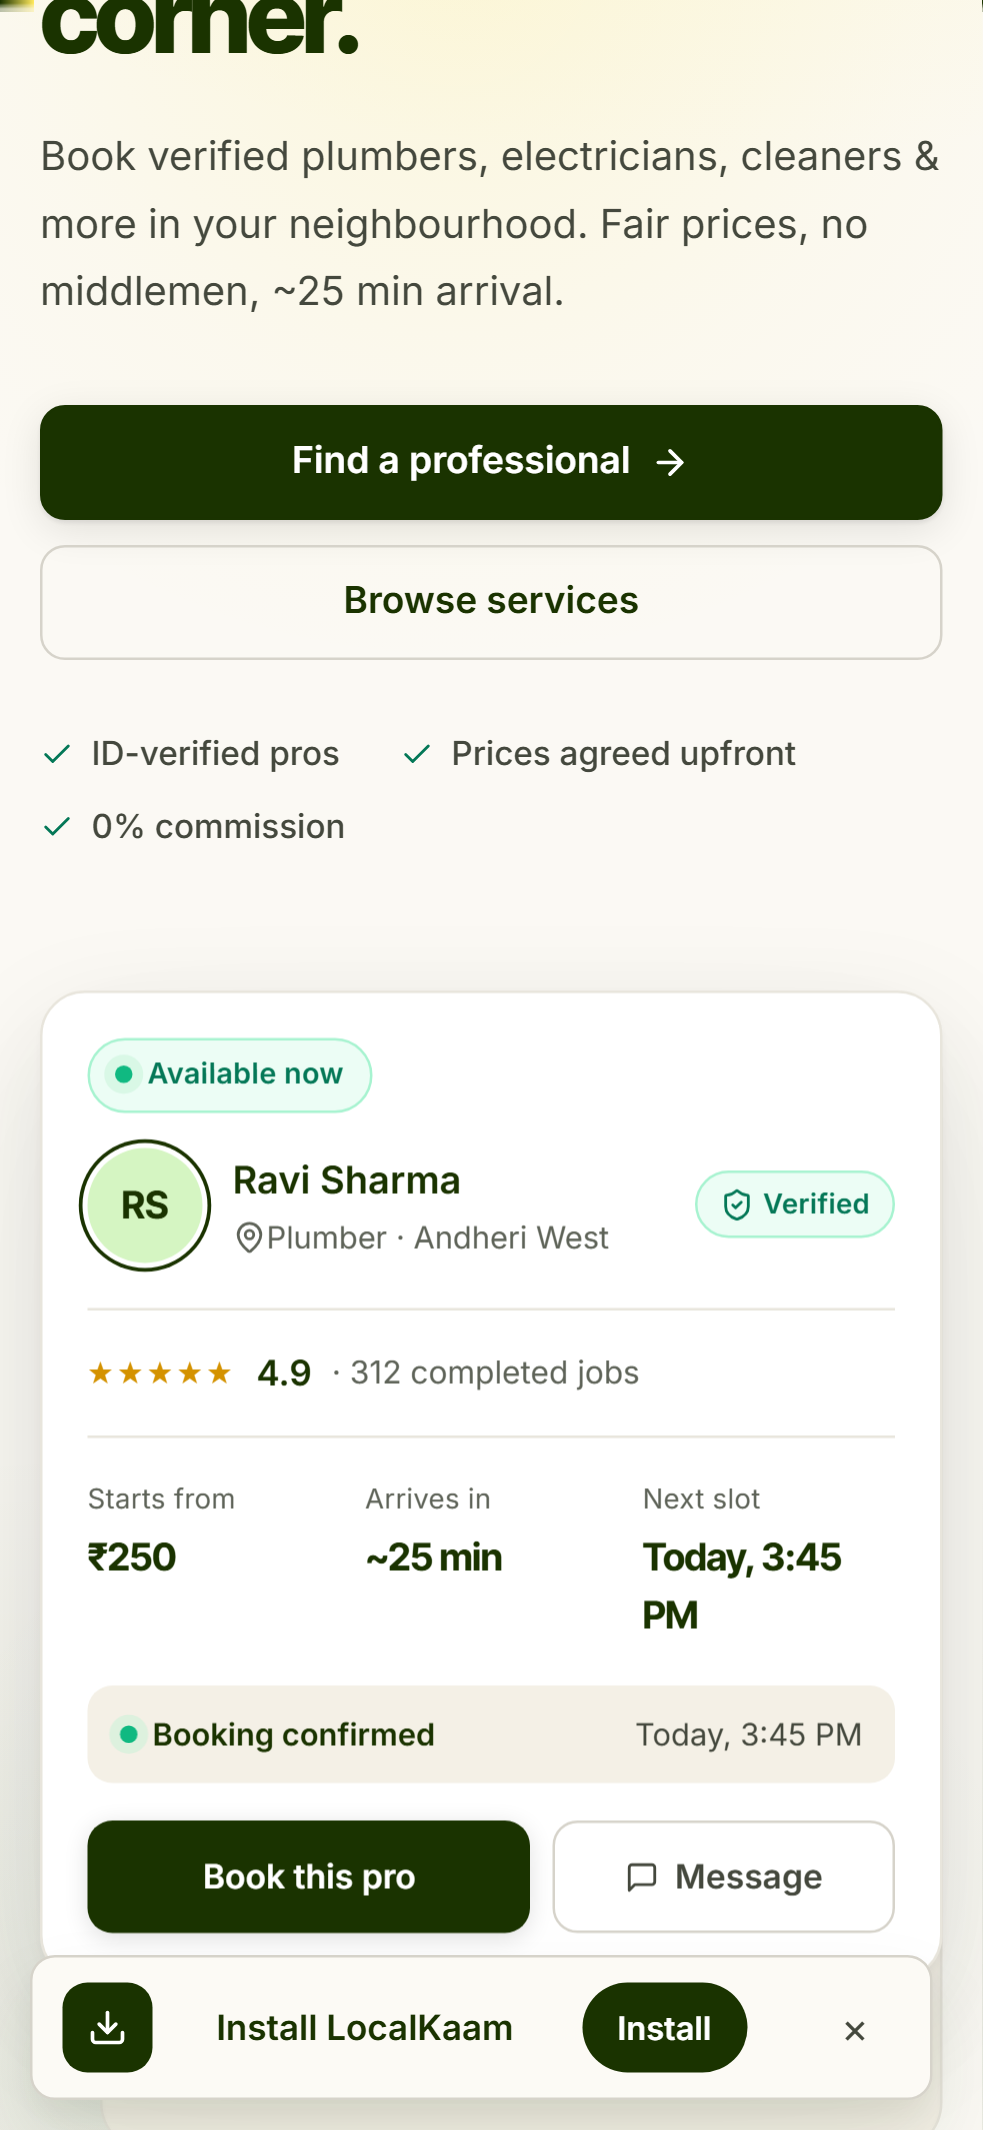 corner.
Book verified plumbers, electricians, cleaners &
more in your neighbourhood. Fair prices, no
middlemen, ~25 min arrival.
Find a professional →
Browse services
✓ ID-verified pros ✓ Prices agreed upfront
✓ 0% commission
Available now
RS
Ravi Sharma
Plumber · Andheri West
Verified
★★★★★ 4.9 · 312 completed jobs
Starts from Arrives in Next slot
₹250 ~25 min Today, 3:45
PM
Booking confirmed Today, 3:45 PM
Book this pro Message
Install LocalKaam Install ×